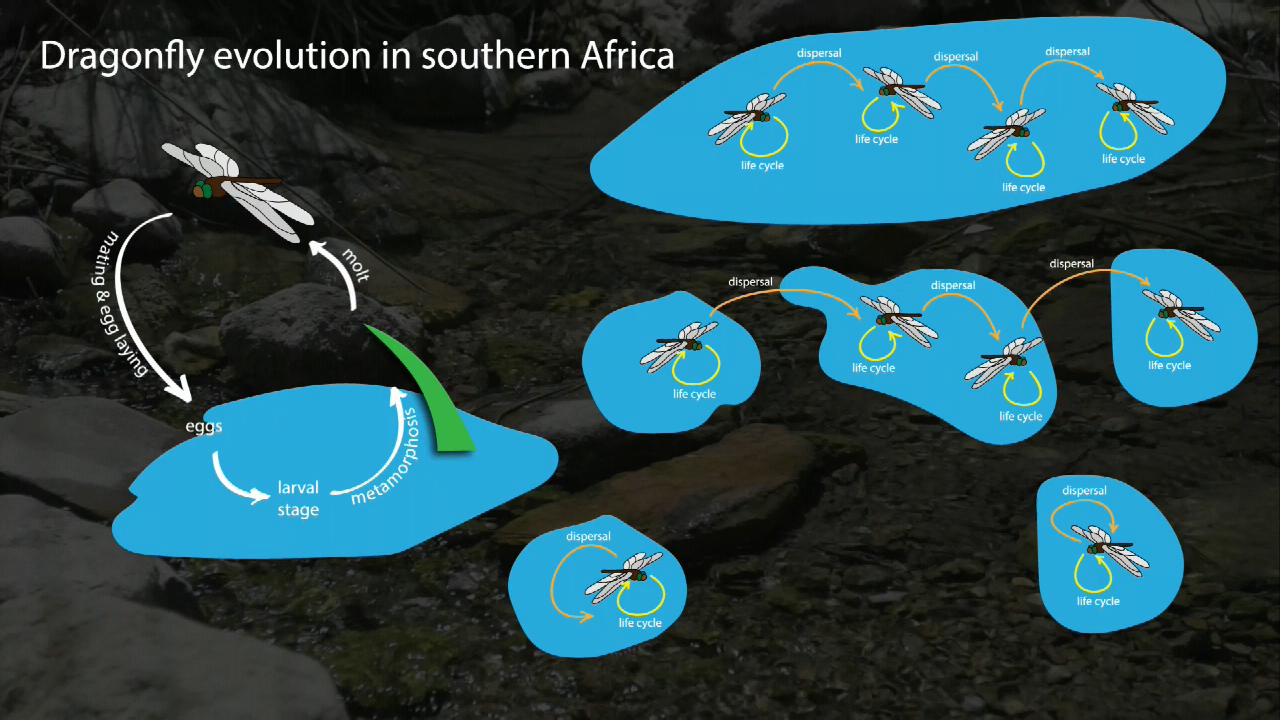 Dragonfly evolution in southern Africa
mating & egg laying
molt
eggs
larval
stage
metamorphosis
dispersal
dispersal
dispersal
life cycle
life cycle
life cycle
life cycle
dispersal
dispersal
dispersal
life cycle
life cycle
life cycle
life cycle
dispersal
life cycle
dispersal
life cycle